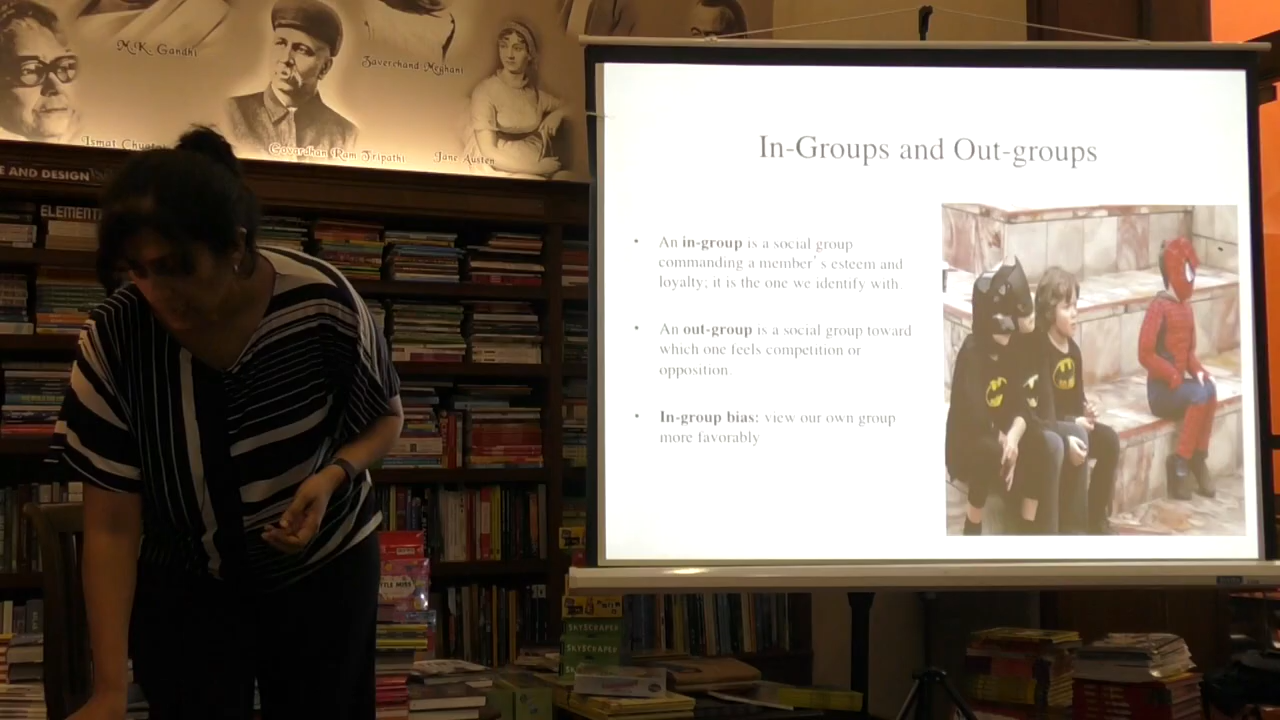 M.K. Gandhi
Saverchand Meghani
Ismat Chugtai
Govardhan Ram Tripathi
Jane Austen
E AND DESIGN
ELEMENT
In-Groups and Out-groups
• An in-group is a social group
commanding a member's esteem and
loyalty; it is the one we identify with
• An out-group is a social group toward
which one feels competition or
opposition.
• In-group bias: view our own group
more favorably
SKYSCRAPER
SKYSCRAPER